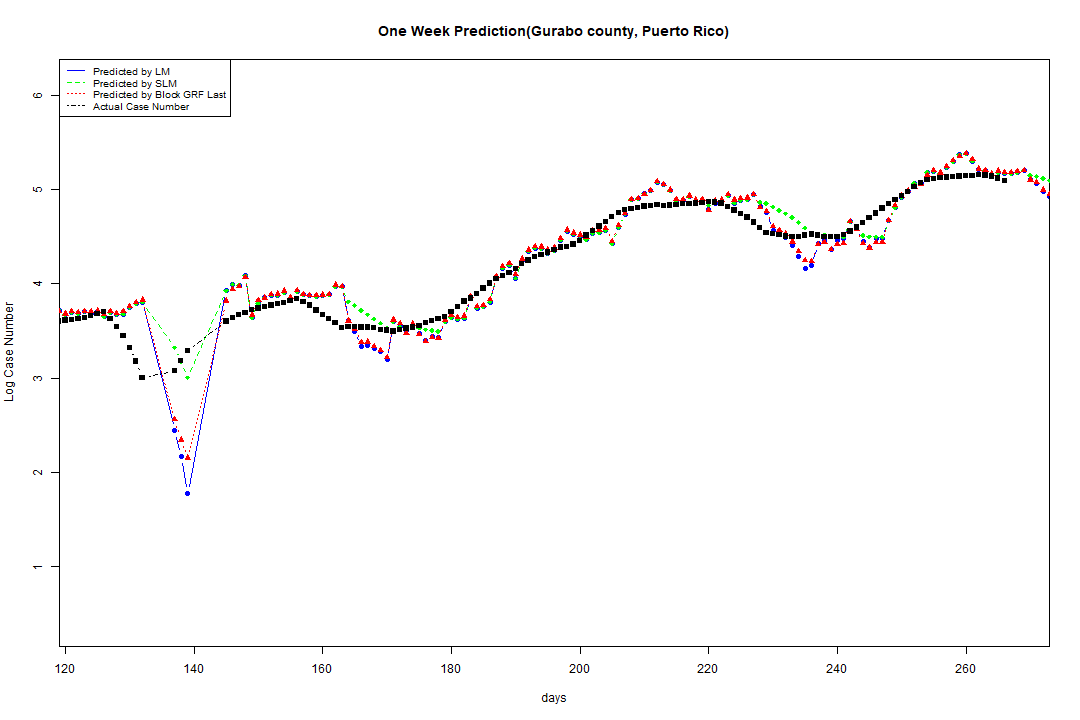 One Week Prediction(Gurabo county, Puerto Rico)
Predicted by LM
Predicted by SLM
Predicted by Block GRF Last
Actual Case Number
Log Case Number
6
5
4
3
2
1
120 140 160 180 200 220 240 260
days